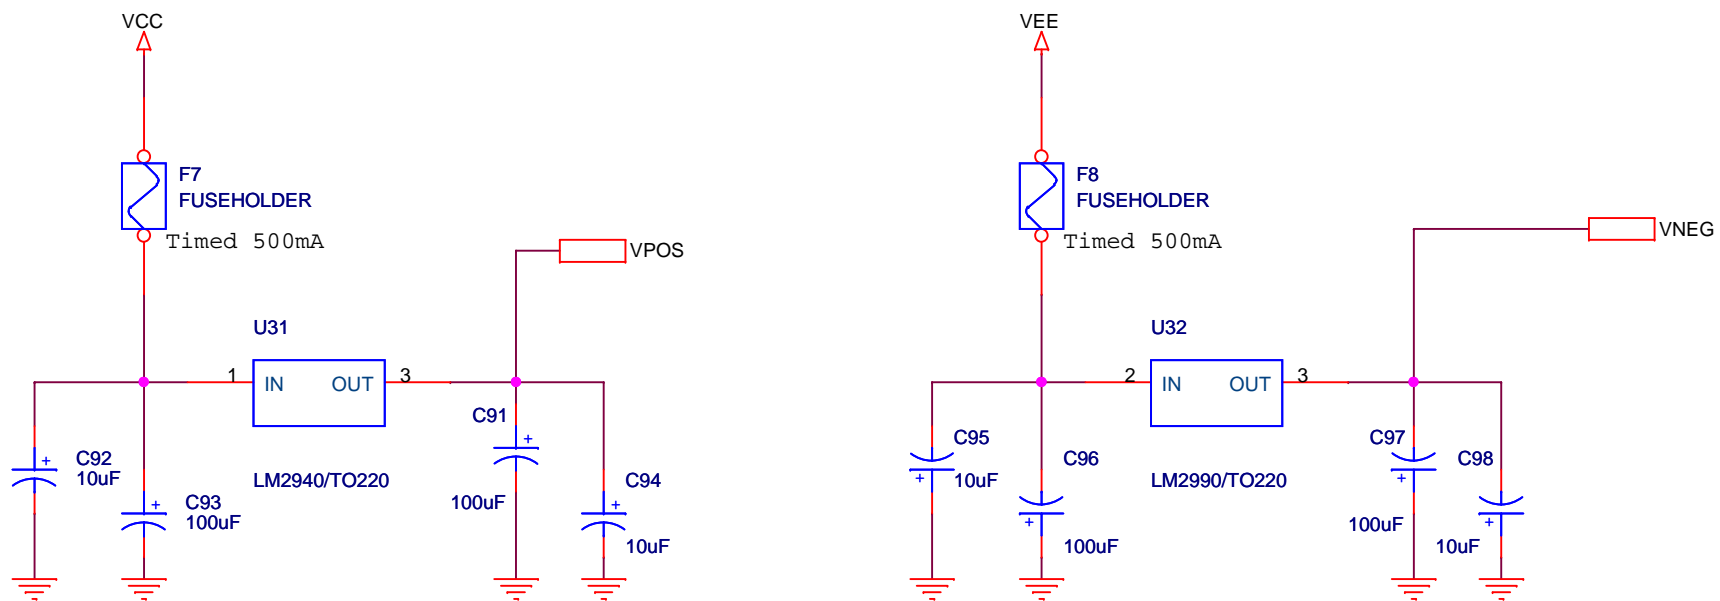 VCC
F7
FUSEHOLDER
Timed 500mA
VPOS
U31
1
IN
OUT
3
LM2940/TO220
C92
10uF
+
C93
100uF
+
C91
100uF
+
C94
10uF
+
VEE
F8
FUSEHOLDER
Timed 500mA
VNEG
U32
2
IN
OUT
3
LM2990/TO220
C95
10uF
+
C96
100uF
+
C97
100uF
+
C98
10uF
+